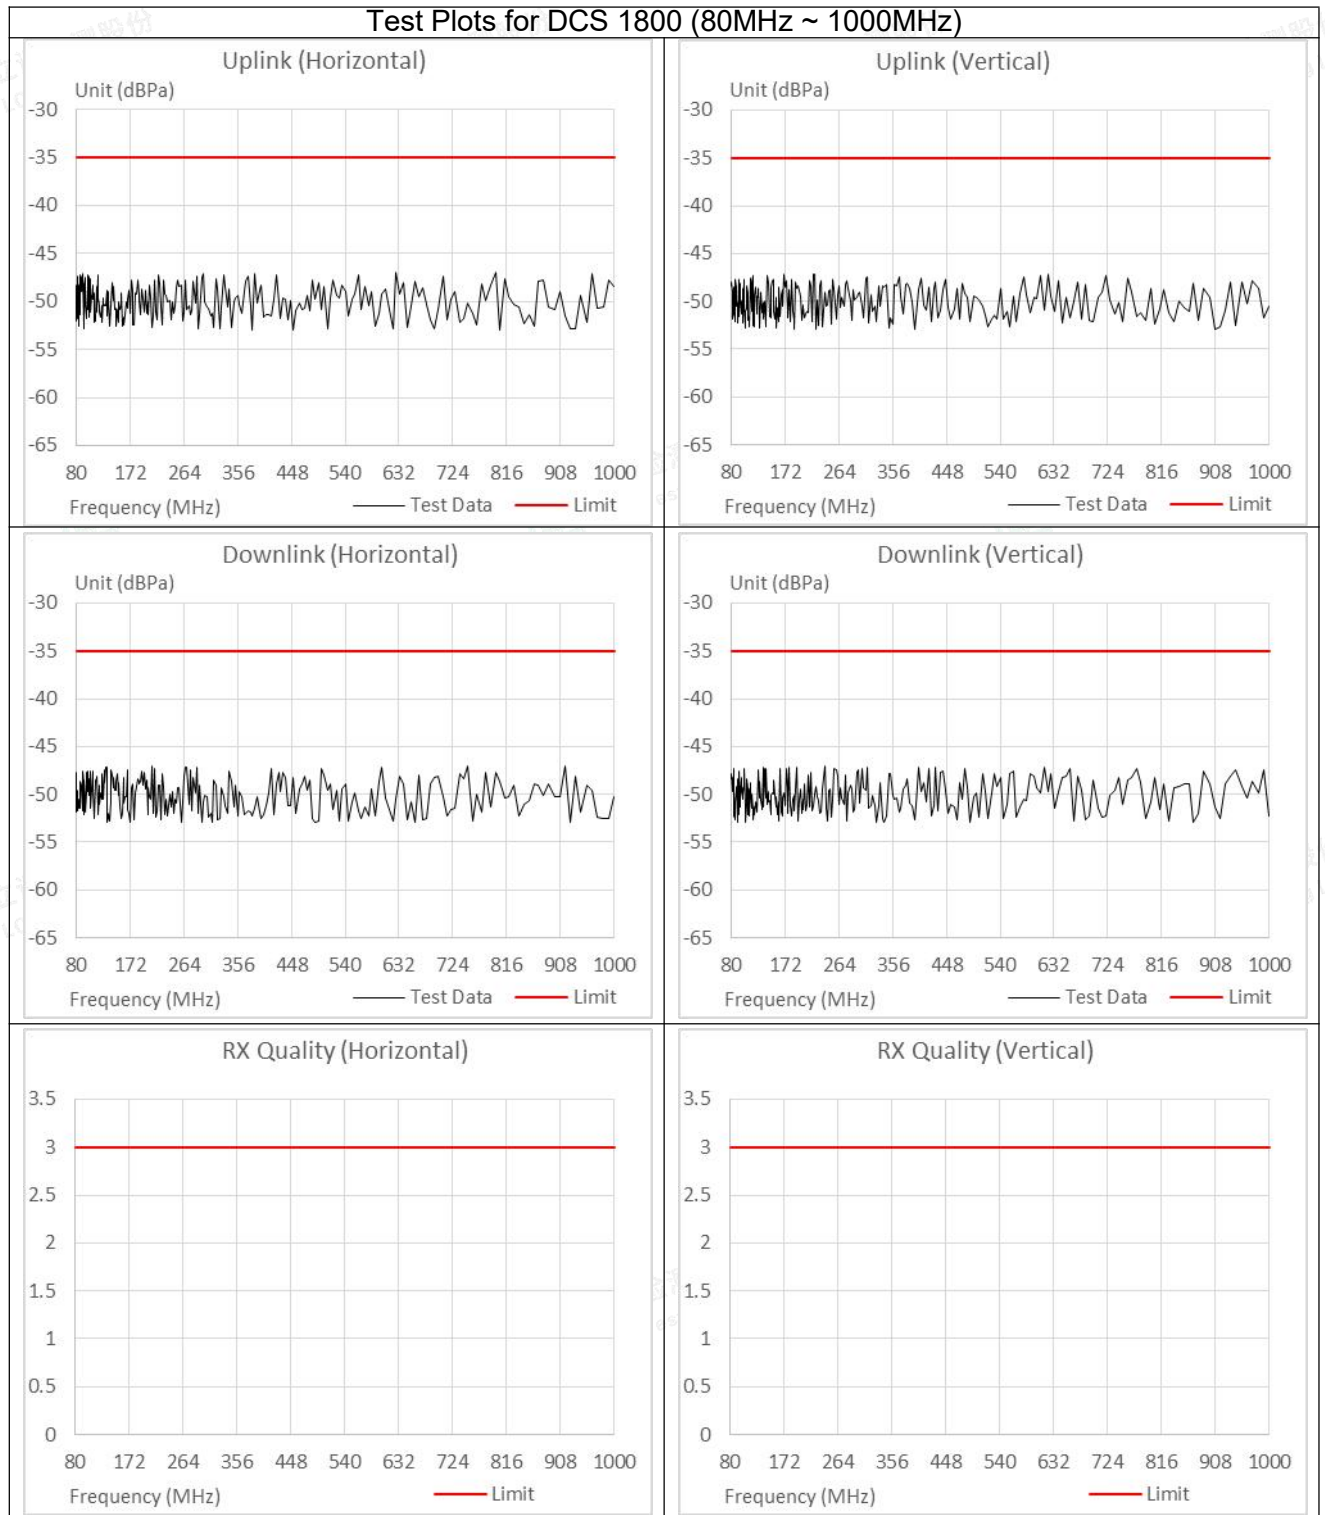 Test Plots for DCS 1800 (80MHz ~ 1000MHz)
Uplink (Horizontal)
Unit (dBPa)
-30
-35
-40
-45
-50
-55
-60
-65
80 172 264 356 448 540 632 724 816 908 1000
Frequency (MHz) Test Data Limit
Uplink (Vertical)
Unit (dBPa)
-30
-35
-40
-45
-50
-55
-60
-65
80 172 264 356 448 540 632 724 816 908 1000
Frequency (MHz) Test Data Limit
Downlink (Horizontal)
Unit (dBPa)
-30
-35
-40
-45
-50
-55
-60
-65
80 172 264 356 448 540 632 724 816 908 1000
Frequency (MHz) Test Data Limit
Downlink (Vertical)
Unit (dBPa)
-30
-35
-40
-45
-50
-55
-60
-65
80 172 264 356 448 540 632 724 816 908 1000
Frequency (MHz) Test Data Limit
RX Quality (Horizontal)
3.5
3
2.5
2
1.5
1
0.5
0
80 172 264 356 448 540 632 724 816 908 1000
Frequency (MHz) Limit
RX Quality (Vertical)
3.5
3
2.5
2
1.5
1
0.5
0
80 172 264 356 448 540 632 724 816 908 1000
Frequency (MHz) Limit